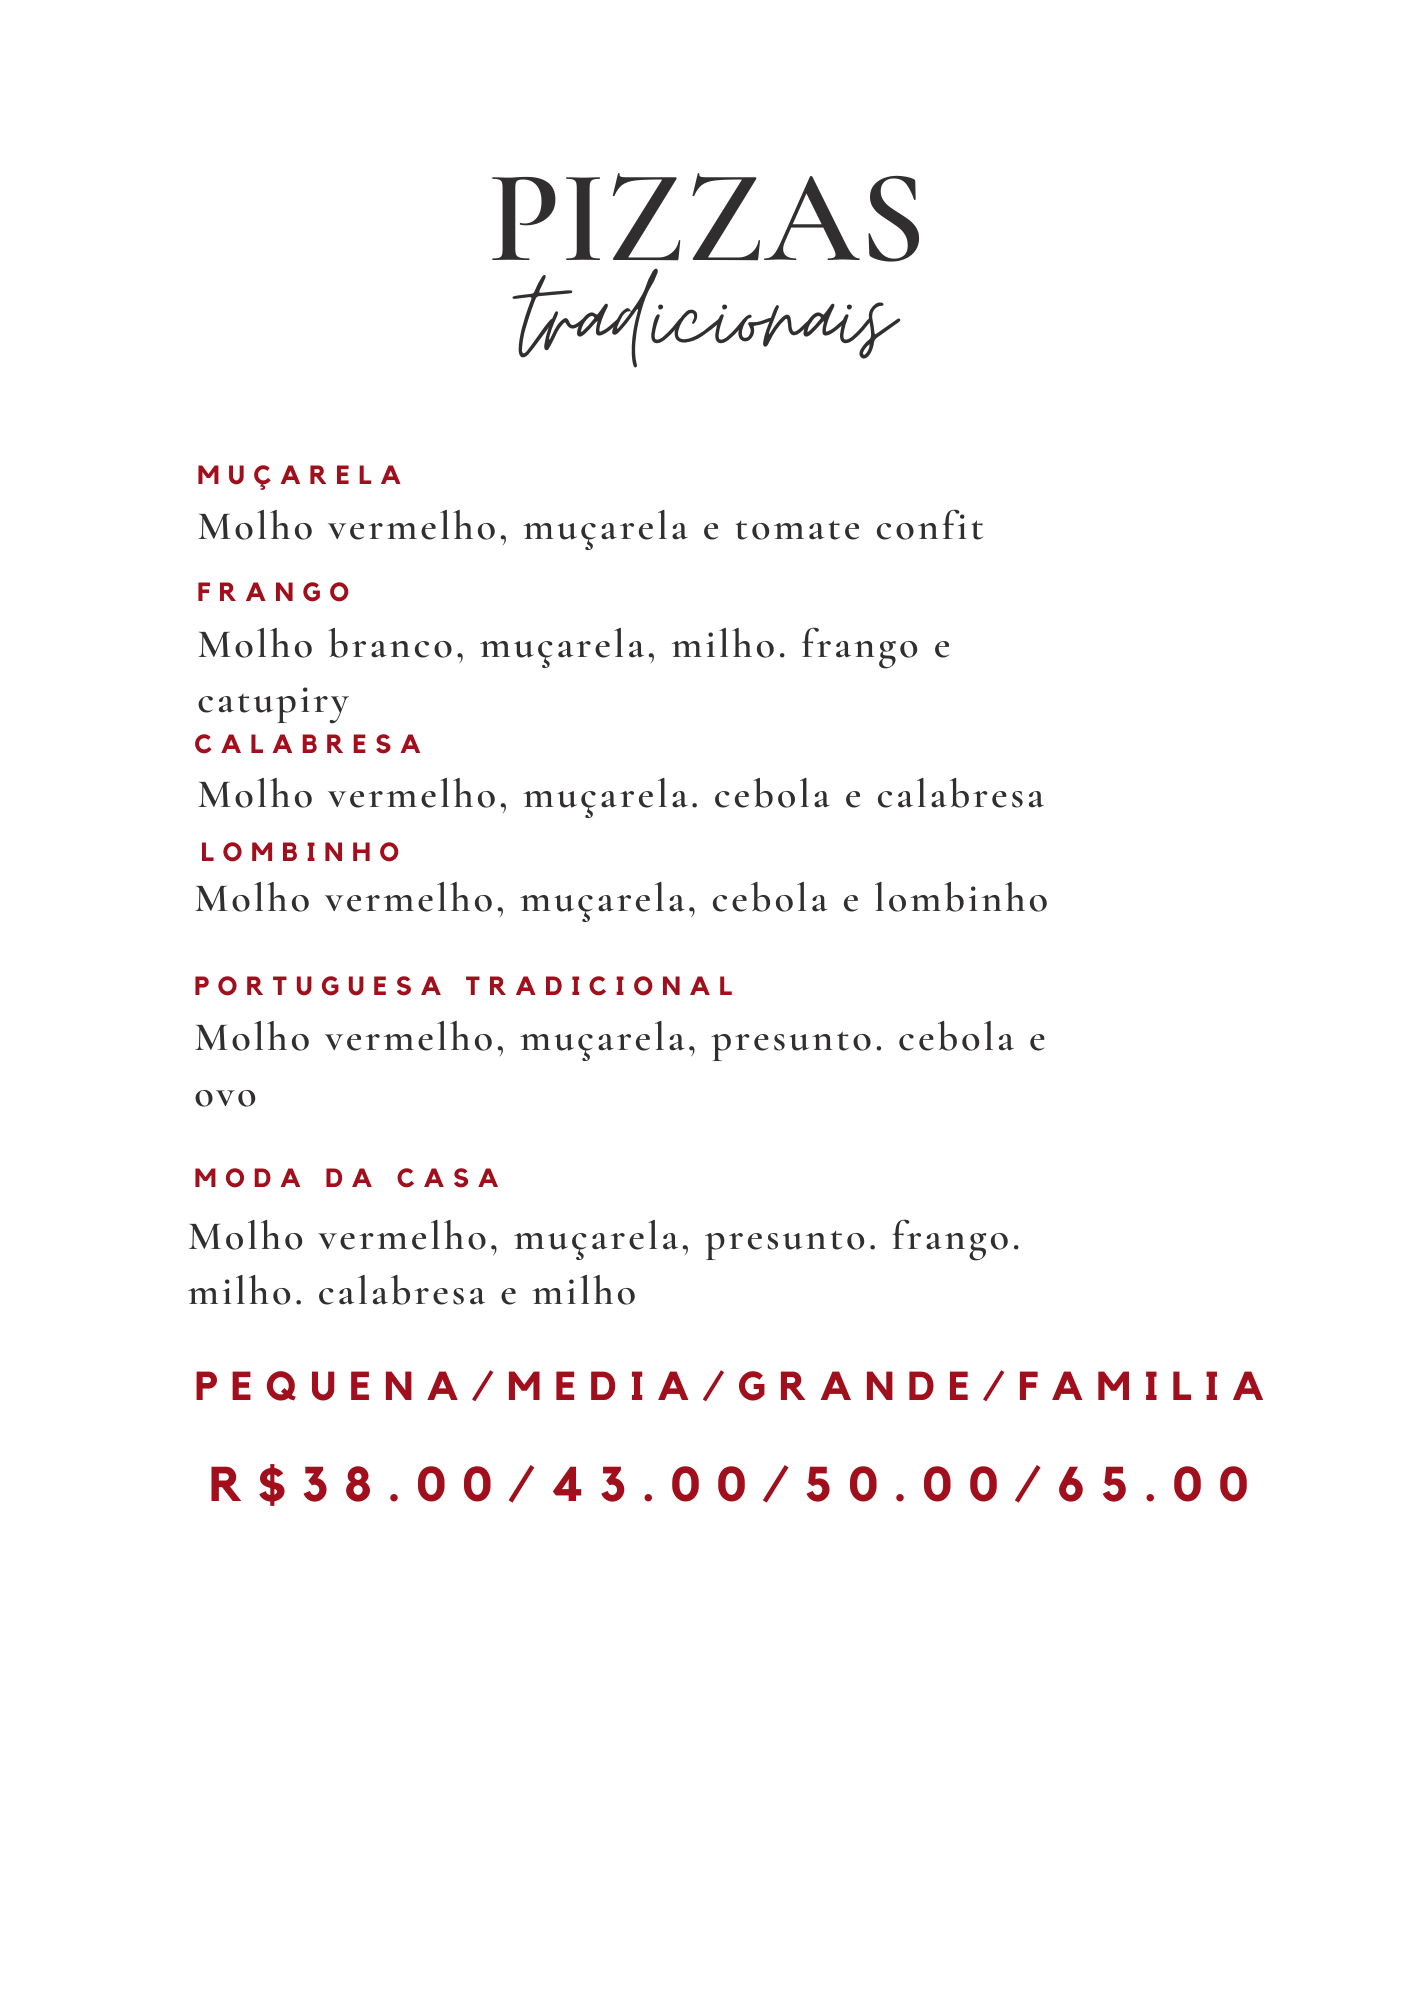 PIZZAS
tradicionais
MUÇARELA
Molho vermelho, muçarela e tomate confit
FRANGO
Molho branco, muçarela, milho. frango e
catupiry
CALABRESA
Molho vermelho, muçarela. cebola e calabresa
LOMBINHO
Molho vermelho, muçarela, cebola e lombinho
PORTUGUESA TRADICIONAL
Molho vermelho, muçarela, presunto. cebola e
ovo
MODA DA CASA
Molho vermelho, muçarela, presunto. frango.
milho. calabresa e milho
PEQUENA/MEDIA/GRANDE/FAMILIA
R$38.00/43.00/50.00/65.00